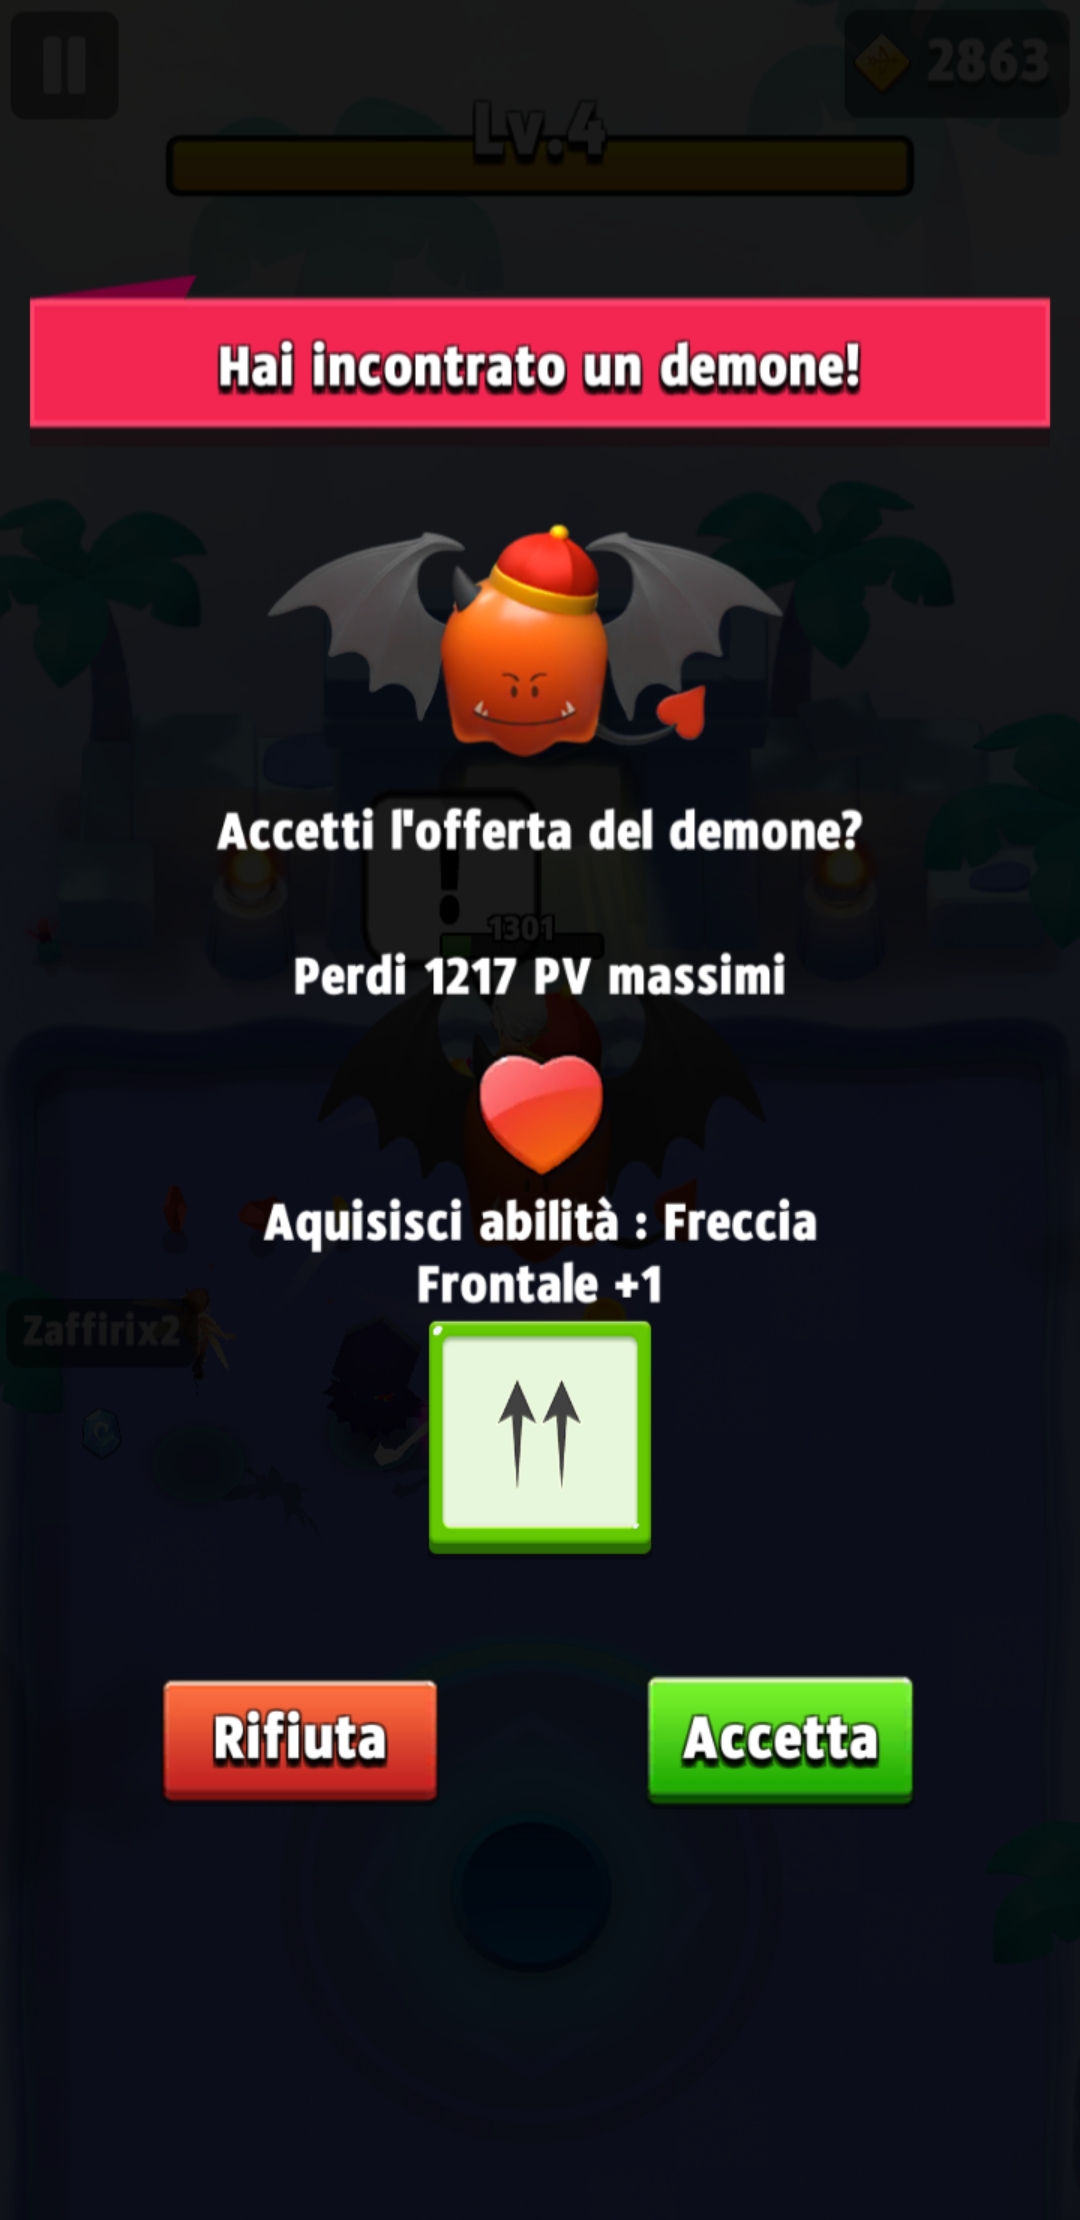 2863
Lv.4
Hai incontrato un demone!
Accetti l'offerta del demone?
!
1301
Perdi 1217 PV massimi
Aquisisci abilità : Freccia
Frontale +1
Zaffirix2
Rifiuta
Accetta